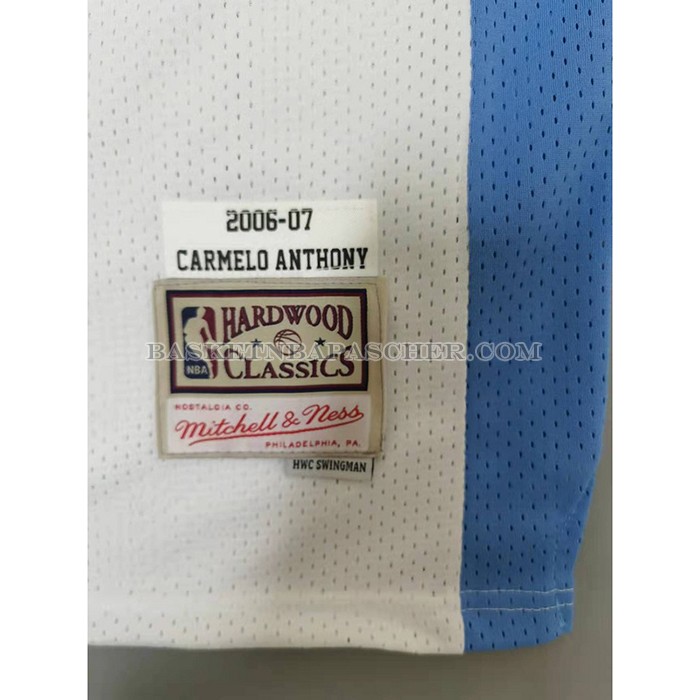 2006-07
CARMELO ANTHONY
HARDWOOD
BASKETNBAPASCHER.COM
NBA
CLASSICS
NOSTALGIA CO.
Mitchell & Ness
PHILADELPHIA, PA.
HWC SWINGMAN